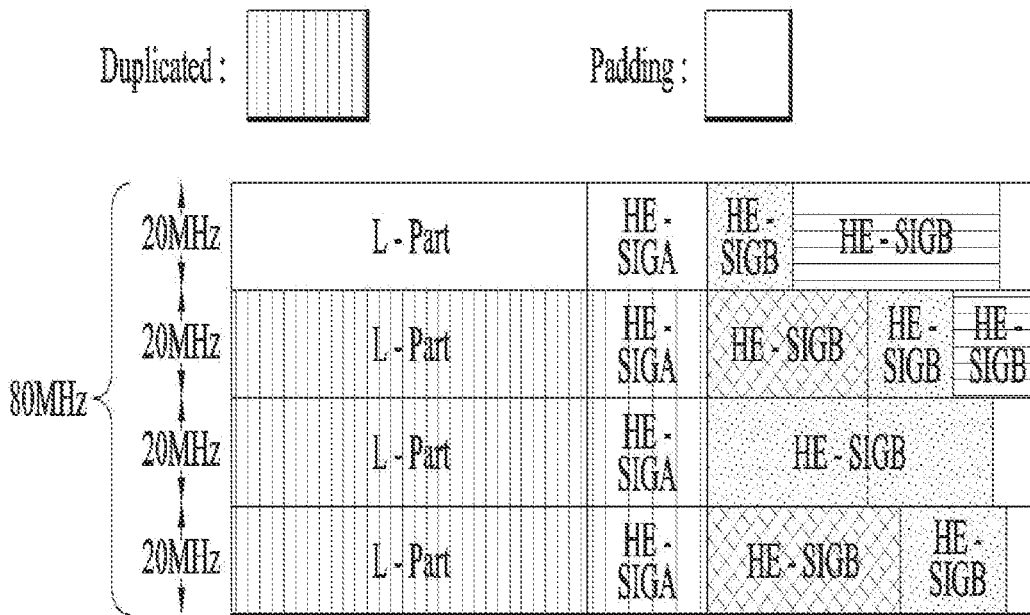 Duplicated :
Padding :
80MHz
20MHz
L - Part
HE - SIGA
HE - SIGB
HE - SIGB
20MHz
L - Part
HE - SIGA
HE - SIGB
HE - SIGB
HE - SIGB
20MHz
L - Part
HE - SIGA
HE - SIGB
20MHz
L - Part
HE - SIGA
HE - SIGB
HE - SIGB